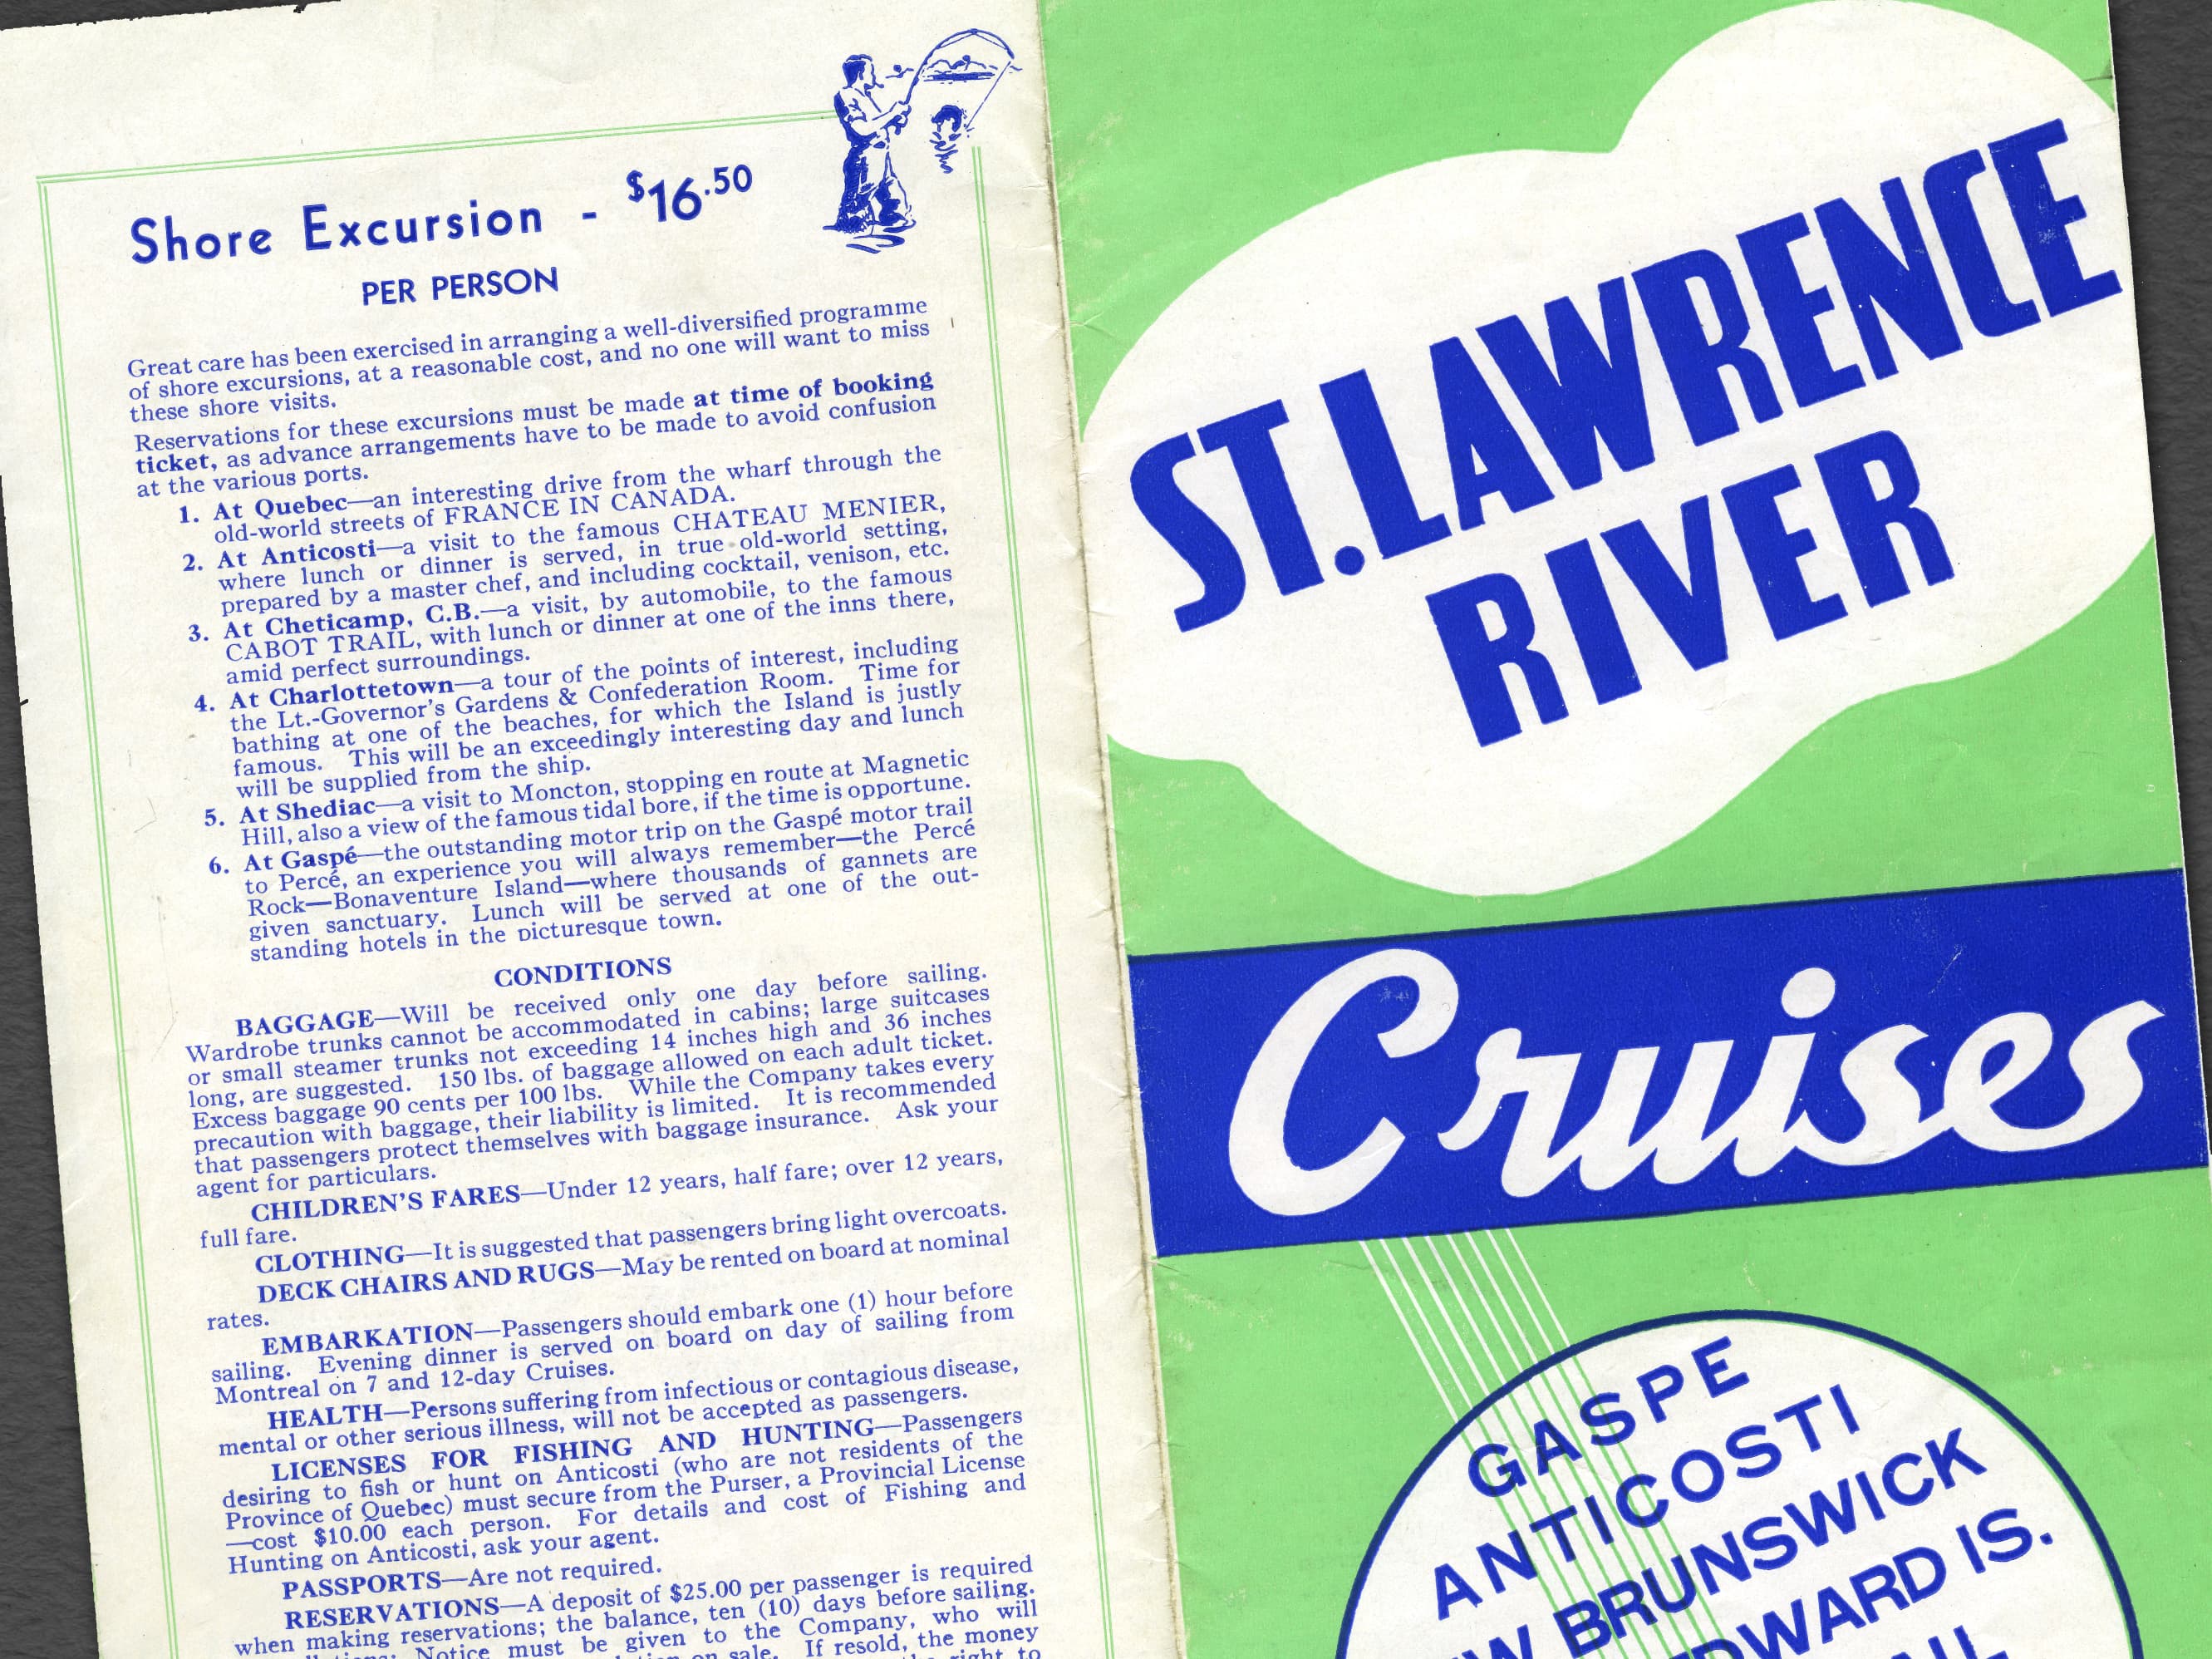 Shore Excursion - $16.50
PER PERSON
Great care has been exercised in arranging a well-diversified programme
of shore excursions, at a reasonable cost, and no one will want to miss
these shore visits.
Reservations for these excursions must be made at time of booking
ticket, as advance arrangements have to be made to avoid confusion
at the various ports.
1. At Quebec—an interesting drive from the wharf through the
old-world streets of FRANCE IN CANADA.
2. At Anticosti—a visit to the famous CHATEAU MENIER,
where lunch or dinner is served, in true old-world setting,
prepared by a master chef, and including cocktail, venison, etc.
3. At Cheticamp, C.B.—a visit, by automobile, to the famous
CABOT TRAIL, with lunch or dinner at one of the inns there,
amid perfect surroundings.
4. At Charlottetown—a tour of the points of interest, including
the Lt.-Governor's Gardens & Confederation Room. Time for
bathing at one of the beaches, for which the Island is justly
famous. This will be an exceedingly interesting day and lunch
will be supplied from the ship.
5. At Shediac—a visit to Moncton, stopping en route at Magnetic
Hill, also a view of the famous tidal bore, if the time is opportune.
6. At Gaspé—the outstanding motor trip on the Gaspé motor trail
to Percé, an experience you will always remember—the Percé
Rock—Bonaventure Island—where thousands of gannets are
given sanctuary. Lunch will be served at one of the out-
standing hotels in the picturesque town.
CONDITIONS
BAGGAGE—Will be received only one day before sailing.
Wardrobe trunks cannot be accommodated in cabins; large suitcases
or small steamer trunks not exceeding 14 inches high and 36 inches
long, are suggested. 150 lbs. of baggage allowed on each adult ticket.
Excess baggage 90 cents per 100 lbs. While the Company takes every
precaution with baggage, their liability is limited. It is recommended
that passengers protect themselves with baggage insurance. Ask your
agent for particulars.
CHILDREN'S FARES—Under 12 years, half fare; over 12 years,
full fare.
CLOTHING—It is suggested that passengers bring light overcoats.
DECK CHAIRS AND RUGS—May be rented on board at nominal
rates.
EMBARKATION—Passengers should embark one (1) hour before
sailing. Evening dinner is served on board on day of sailing from
Montreal on 7 and 12-day Cruises.
HEALTH—Persons suffering from infectious or contagious disease,
mental or other serious illness, will not be accepted as passengers.
LICENSES FOR FISHING AND HUNTING—Passengers
desiring to fish or hunt on Anticosti (who are not residents of the
Province of Quebec) must secure from the Purser, a Provincial License
—cost $10.00 each person. For details and cost of Fishing and
Hunting on Anticosti, ask your agent.
PASSPORTS—Are not required.
RESERVATIONS—A deposit of $25.00 per passenger is required
when making reservations; the balance, ten (10) days before sailing.
Notice must be given to the Company, who will
on sale. If resold, the money
right to
ST. LAWRENCE
RIVER
Cruises
GASPE
ANTICOSTI
BRUNSWICK
EDWARD IS.